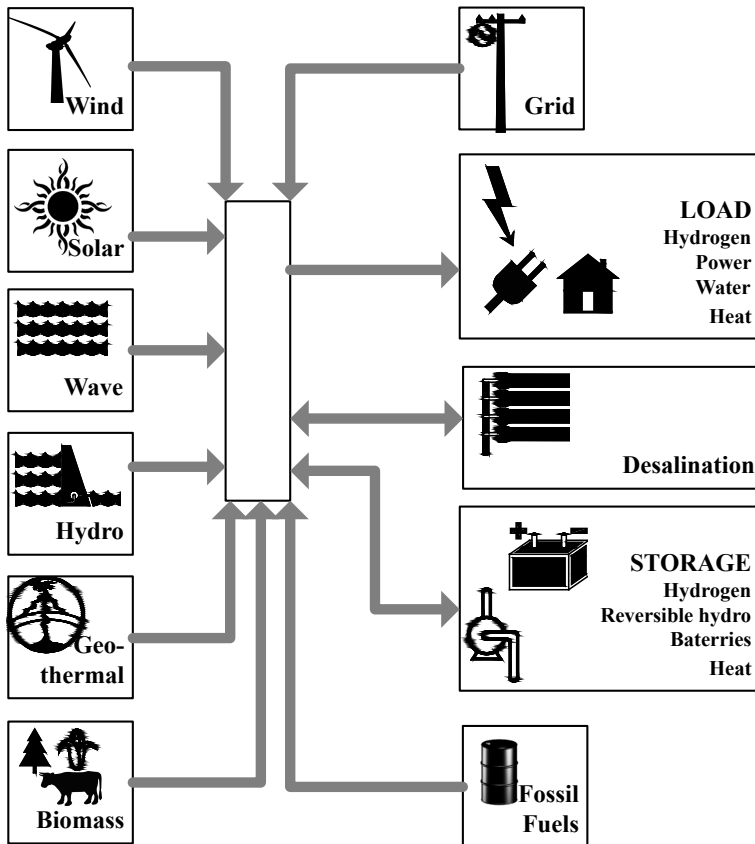 Wind
Solar
Wave
Hydro
Geo-
thermal
Biomass
Grid
LOAD
Hydrogen
Power
Water
Heat
Desalination
+ −
STORAGE
Hydrogen
Reversible hydro
Baterries
Heat
Fossil
Fuels